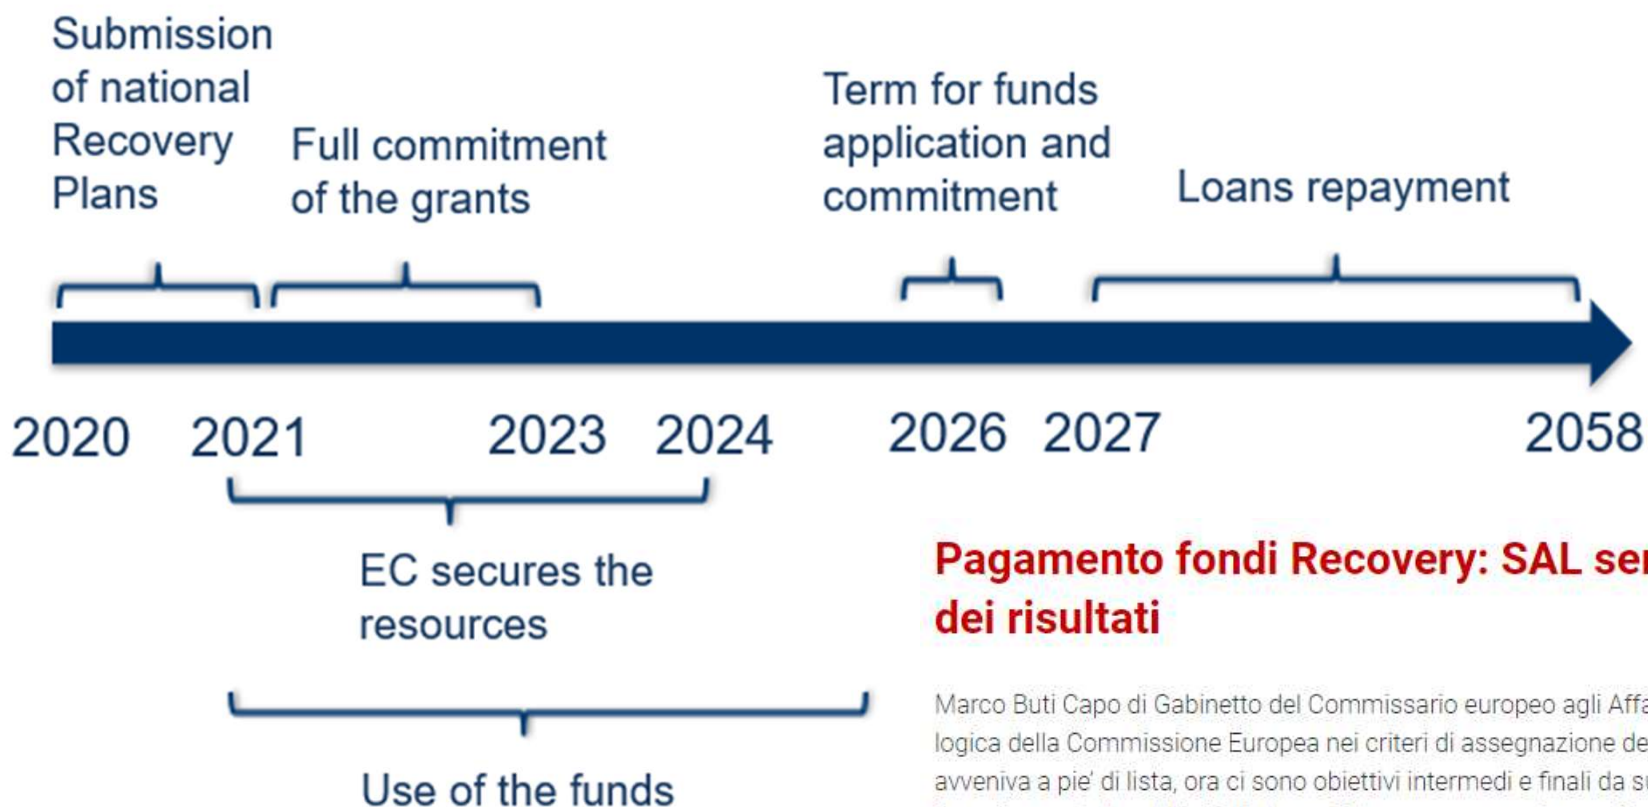 Submission
of national
Recovery
Plans
Full commitment
of the grants
Term for funds
application and
commitment
Loans repayment
2020
2021
2023
2024
2026
2027
2058
EC secures the
resources
Use of the funds
Pagamento fondi Recovery: SAL
dei risultati
Marco Buti Capo di Gabinetto del Commissario europeo agli
logica della Commissione Europea nei criteri di assegnazione
avveniva a pie' di lista, ora ci sono obiettivi intermedi e finali da